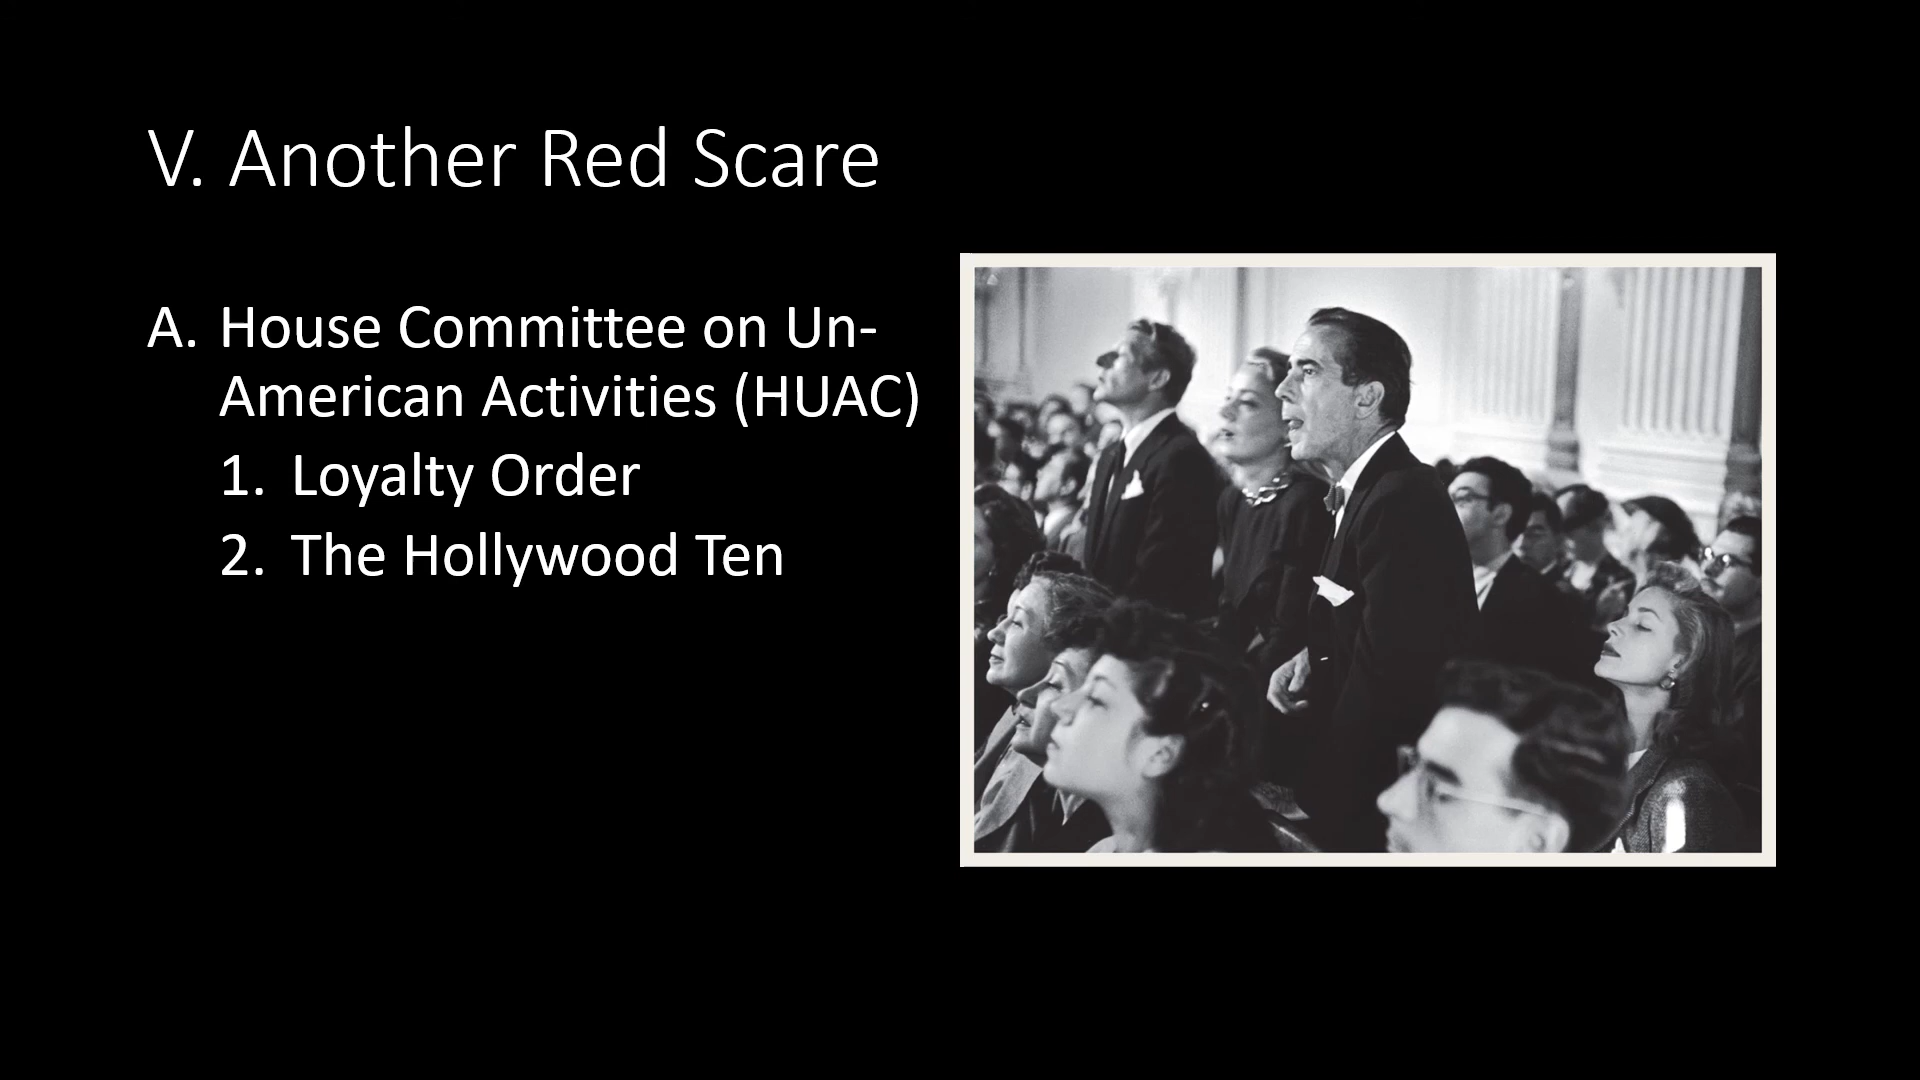 V. Another Red Scare
A. House Committee on Un-
American Activities (HUAC)
1. Loyalty Order
2. The Hollywood Ten